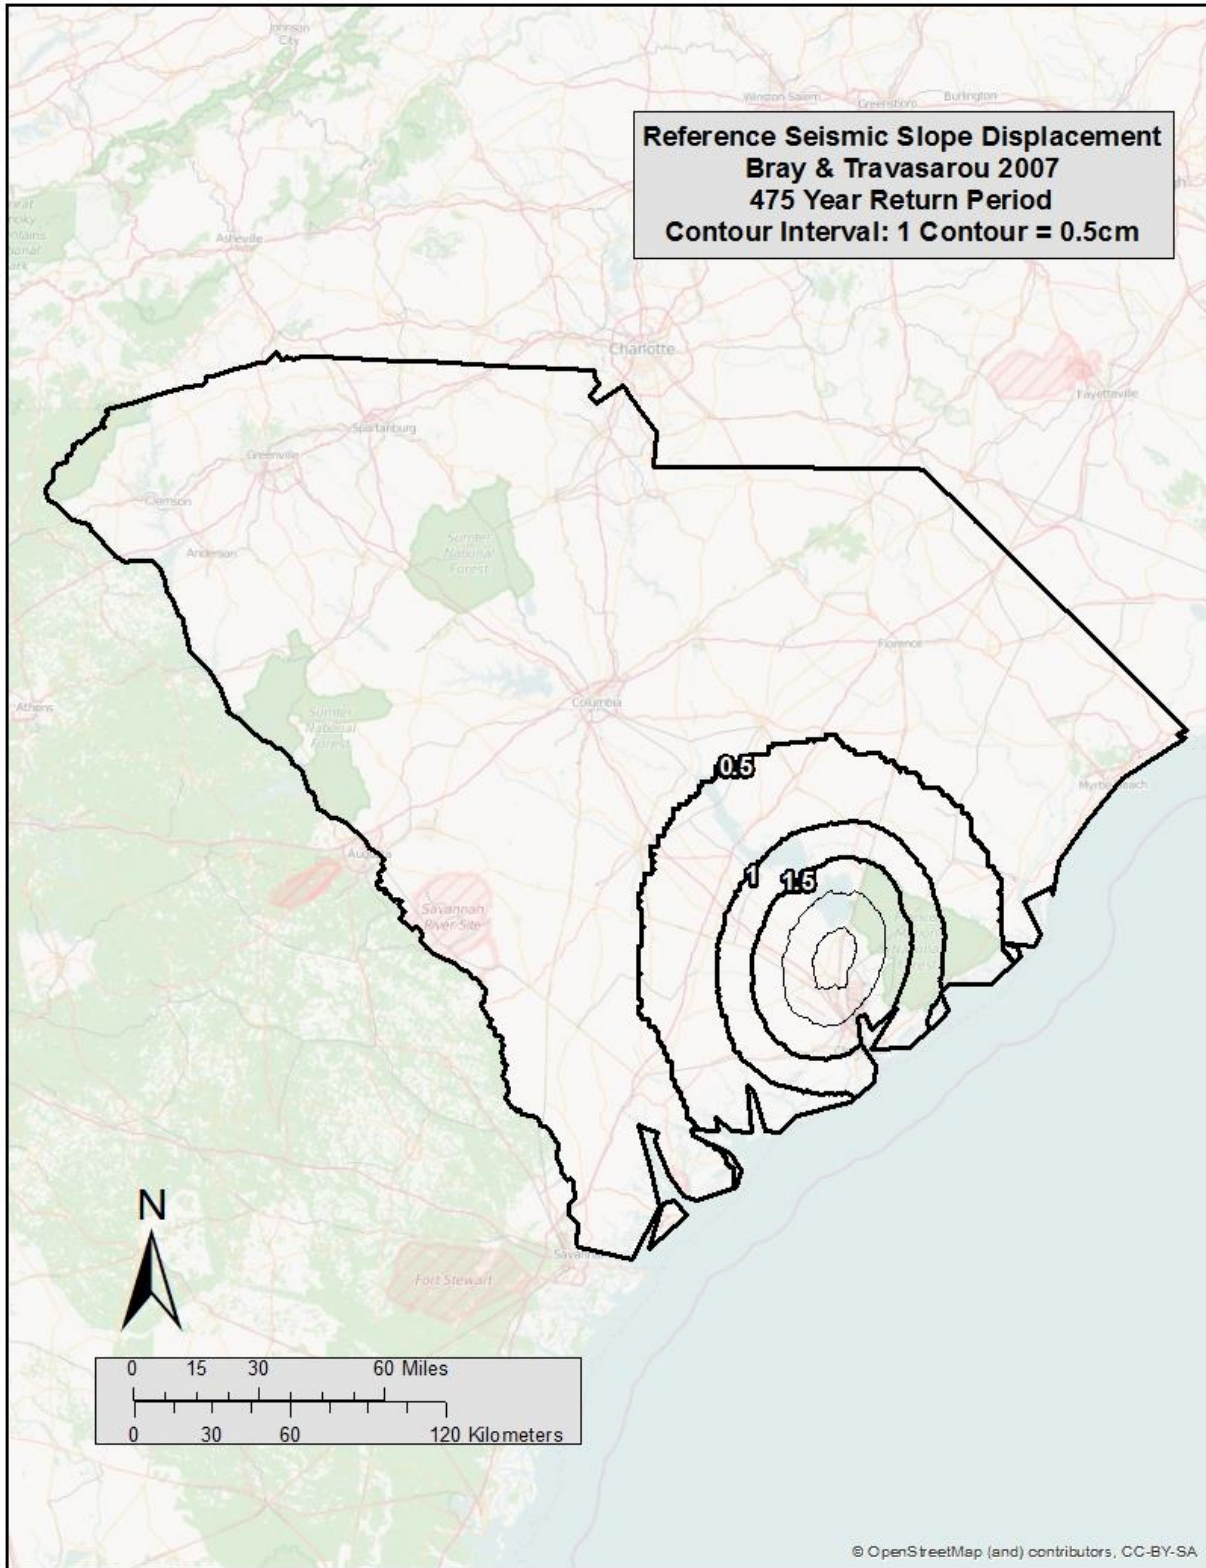 Johnson
City
Winston Salem
Greensboro
Burlington
Reference Seismic Slope Displacement
Bray & Travasarou 2007
475 Year Return Period
Contour Interval: 1 Contour = 0.5cm
Asheville
Charlotte
Fayetteville
Spartanburg
Greenville
Clemson
Anderson
Sumter
National
Forest
Florence
Athens
Columbia
Sumter
National
Forest
0.5
1
1.5
Savannah
River Site
N
Fort Stewart
0 15 30 60 Miles
0 30 60 120 Kilometers
© OpenStreetMap (and) contributors, CC-BY-SA